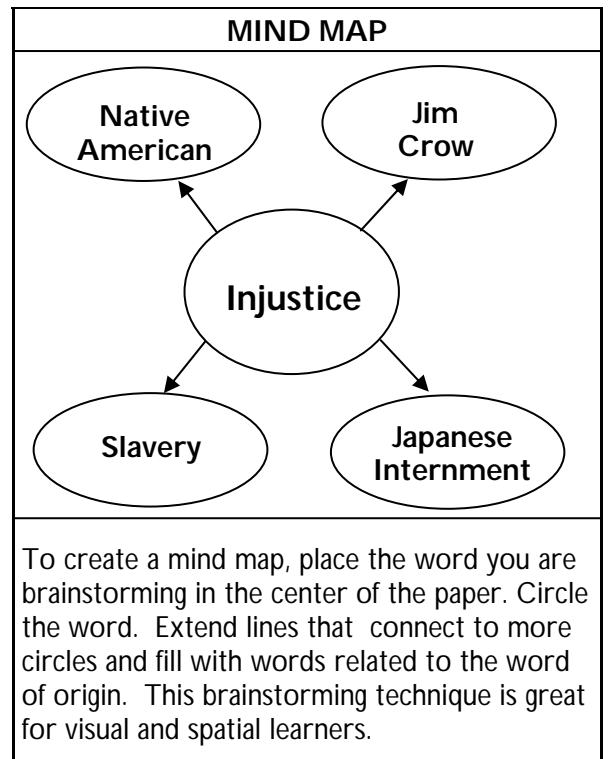 MIND MAP
Native
American
Jim
Crow
Injustice
Slavery
Japanese
Internment
To create a mind map, place the word you are
brainstorming in the center of the paper. Circle
the word.  Extend lines that  connect to more
circles and fill with words related to the word
of origin.  This brainstorming technique is great
for visual and spatial learners.